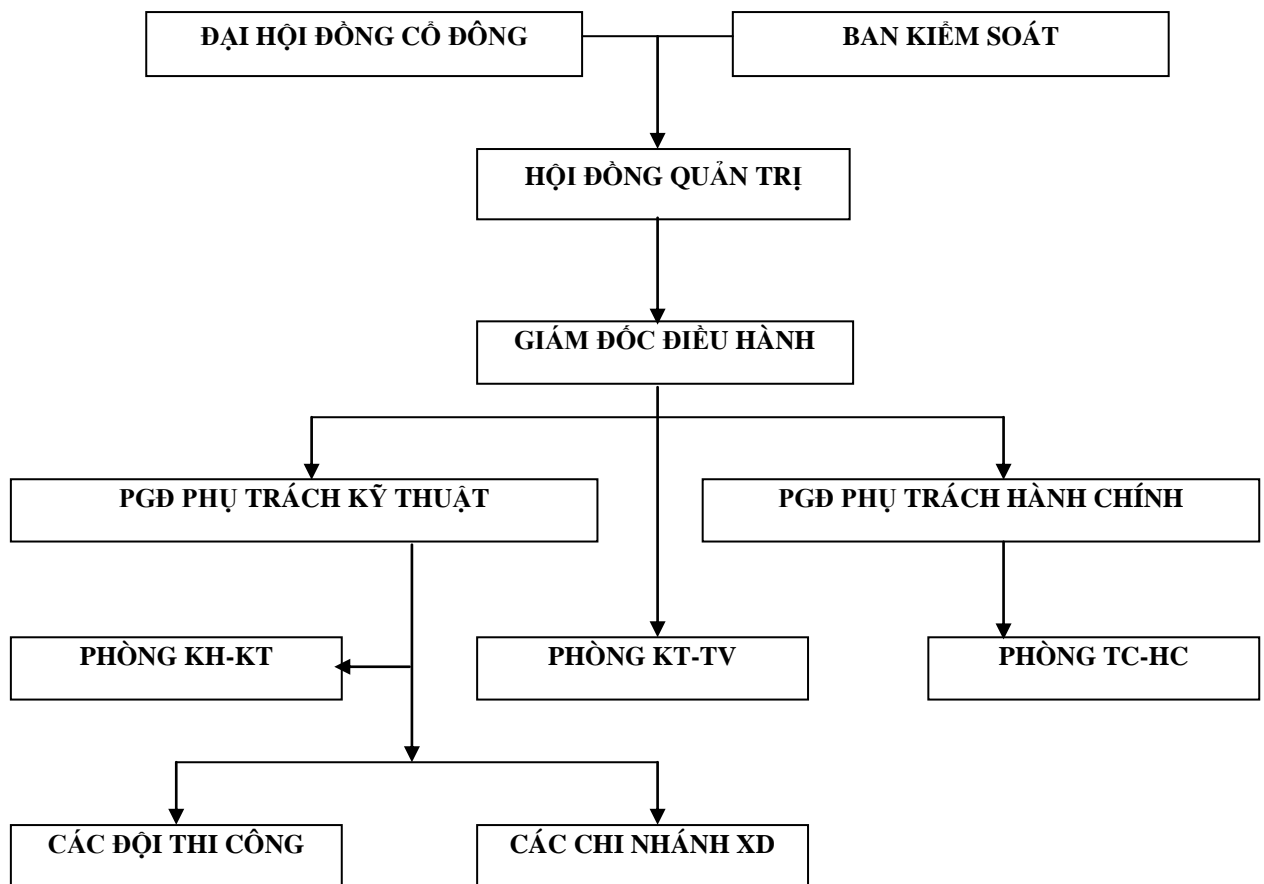 ĐẠI HỘI ĐỒNG CỔ ĐÔNG
BAN KIỂM SOÁT
HỘI ĐỒNG QUẢN TRỊ
GIÁM ĐỐC ĐIỀU HÀNH
PGĐ PHỤ TRÁCH KỸ THUẬT
PGĐ PHỤ TRÁCH HÀNH CHÍNH
PHÒNG KH-KT
PHÒNG KT-TV
PHÒNG TC-HC
CÁC ĐỘI THI CÔNG
CÁC CHI NHÁNH XD